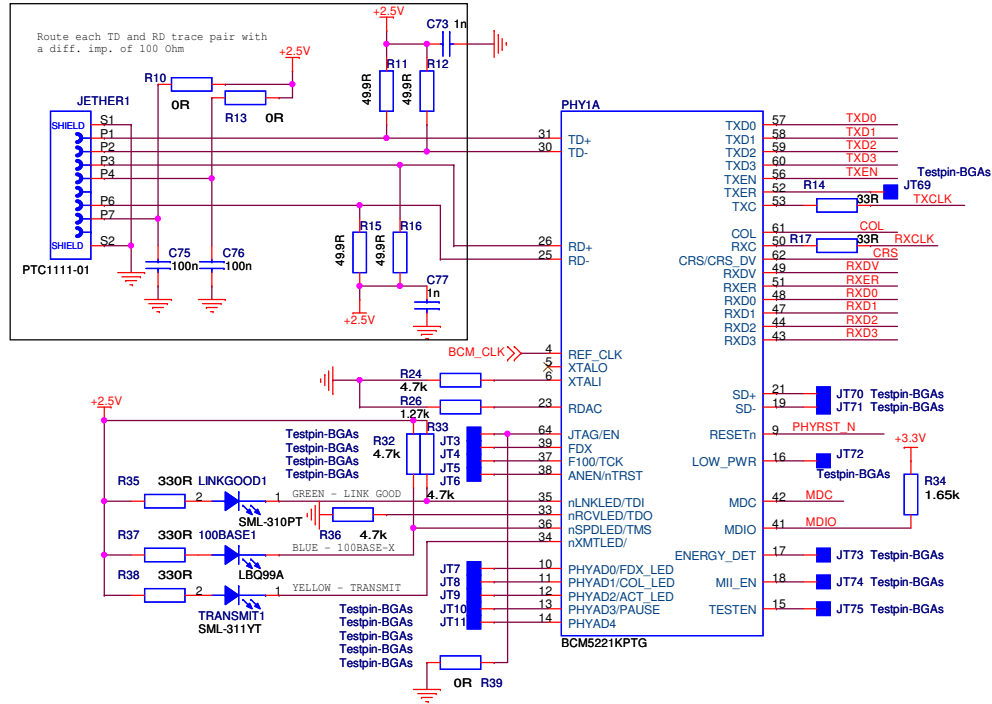 Route each TD and RD trace pair with
a diff. imp. of 100 Ohm
+2.5V
R10
0R
R13
0R
+2.5V
C73
1n
R11
49.9R
R12
49.9R
JETHER1
SHIELD
S1
P1
P2
P3
P4
P6
P7
SHIELD
S2
PTC1111-01
C75
100n
C76
100n
R15
49.9R
R16
49.9R
+2.5V
C77
1n
PHY1A
31 TD+
30 TD-
26 RD+
25 RD-
BCM_CLK
4 REF_CLK
5 XTALO
6 XTALI
23 RDAC
64 JTAG/EN
39 FDX
37 F100/TCK
38 ANEN/nTRST
35 nLNKLED/TDI
33 nRCVLED/TDO
36 nSPDLED/TMS
34 nXMTLED/
10 PHYAD0/FDX_LED
11 PHYAD1/COL_LED
12 PHYAD2/ACT_LED
13 PHYAD3/PAUSE
14 PHYAD4
BCM5221KPTG
TXD0 57 TXD0
TXD1 58 TXD1
TXD2 59 TXD2
TXD3 60 TXD3
TXEN 56 TXEN
TXER 52
Testpin-BGAs
JT69
TXC 53
R14
33R
TXCLK
COL 61 COL
RXC 50
R17
33R
RXCLK
CRS/CRS_DV 62 CRS
RXDV 49 RXDV
RXER 51 RXER
RXD0 48 RXD0
RXD1 47 RXD1
RXD2 44 RXD2
RXD3 43 RXD3
SD+ 21 JT70 Testpin-BGAs
SD- 19 JT71 Testpin-BGAs
RESETn 9 PHYRST_N
LOW_PWR 16 JT72
Testpin-BGAs
+3.3V
R34
1.65k
MDC 42 MDC
MDIO 41 MDIO
ENERGY_DET 17 JT73 Testpin-BGAs
MII_EN 18 JT74 Testpin-BGAs
TESTEN 15 JT75 Testpin-BGAs
R24
4.7k
R26
1.27k
+2.5V
R32
4.7k
R33
4.7k
Testpin-BGAs
Testpin-BGAs
Testpin-BGAs
Testpin-BGAs
JT3
JT4
JT5
JT6
R35
330R
2
LINKGOOD1
1
GREEN - LINK GOOD
SML-310PT
R36
4.7k
R37
330R
100BASE1
BLUE - 100BASE-X
LBQ99A
R38
330R
2
1
YELLOW - TRANSMIT
TRANSMIT1
SML-311YT
JT7
JT8
JT9
JT10
JT11
Testpin-BGAs
Testpin-BGAs
Testpin-BGAs
Testpin-BGAs
Testpin-BGAs
0R
R39